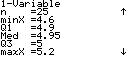 1-Variable
n     =25 ↑
minX =4.6
Q1   =4.9
Med  =4.95
Q3   =5
maxX =5.2 ↓